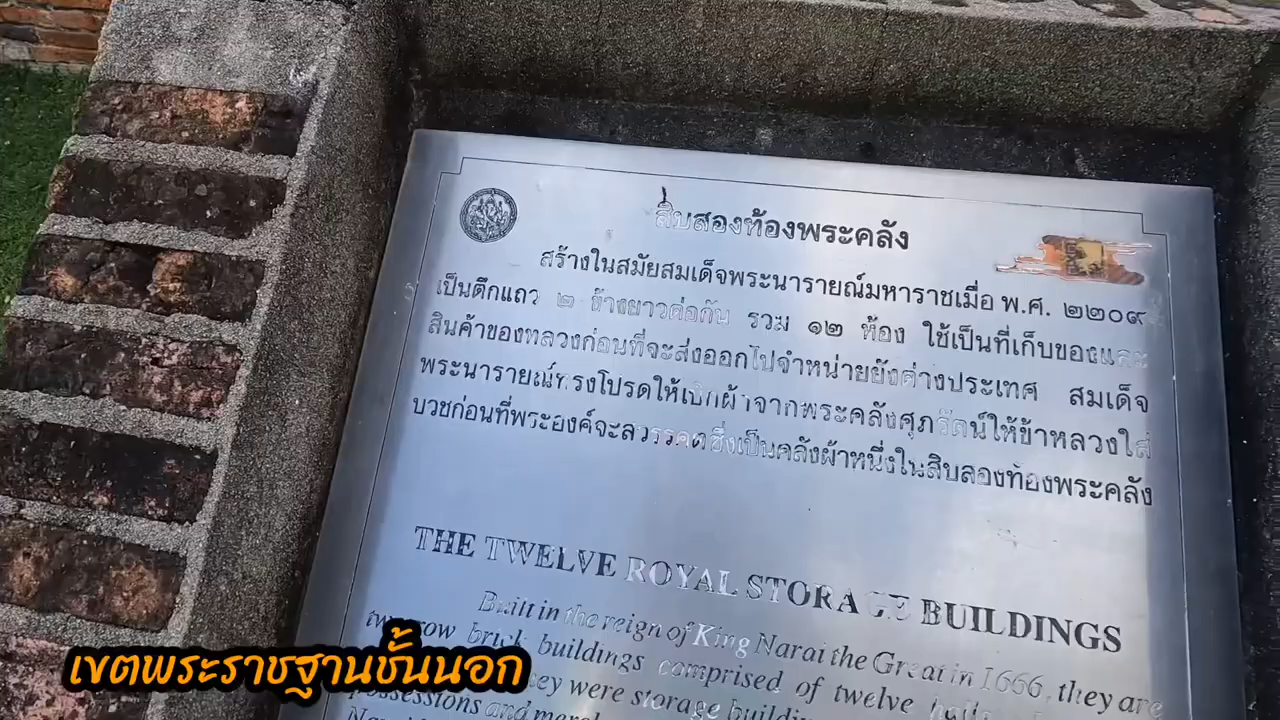 สิบสองท้องพระคลัง
สร้างในสมัยสมเด็จพระนารายณ์มหาราชเมื่อ พ.ศ. ๒๒๐๙
เป็นตึกแถว ๒ ข้างยาวต่อกัน รวม ๑๒ ห้อง ใช้เป็นที่เก็บของและ
สินค้าของหลวงก่อนที่จะส่งออกไปจำหน่ายยังต่างประเทศ สมเด็จ
พระนารายณ์ทรงโปรดให้เบิกผ้าจากพระคลังศุภรัตน์ให้ข้าหลวงใส่
บวชก่อนที่พระองค์จะสวรรคตซึ่งเป็นคลังผ้าหนึ่งในสิบสองท้องพระคลัง
THE TWELVE ROYAL STORAGE BUILDINGS
Built in the reign of King Narai the Great in 1666, they are
two row brick buildings comprised of twelve halls
they were storage
possessions and
เขตพระราชฐานชั้นนอก